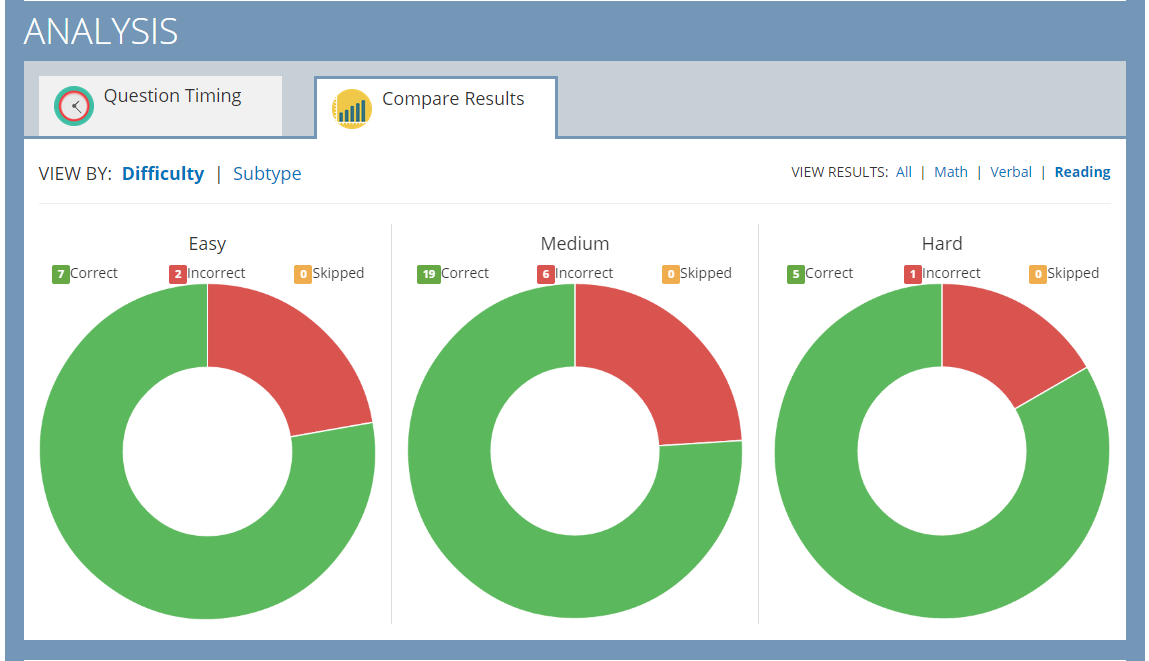 ANALYSIS
Question Timing
Compare Results
VIEW BY: Difficulty | Subtype
VIEW RESULTS: All | Math | Verbal | Reading
Easy
7 Correct 2 Incorrect 0 Skipped
Medium
19 Correct 6 Incorrect 0 Skipped
Hard
5 Correct 1 Incorrect 0 Skipped